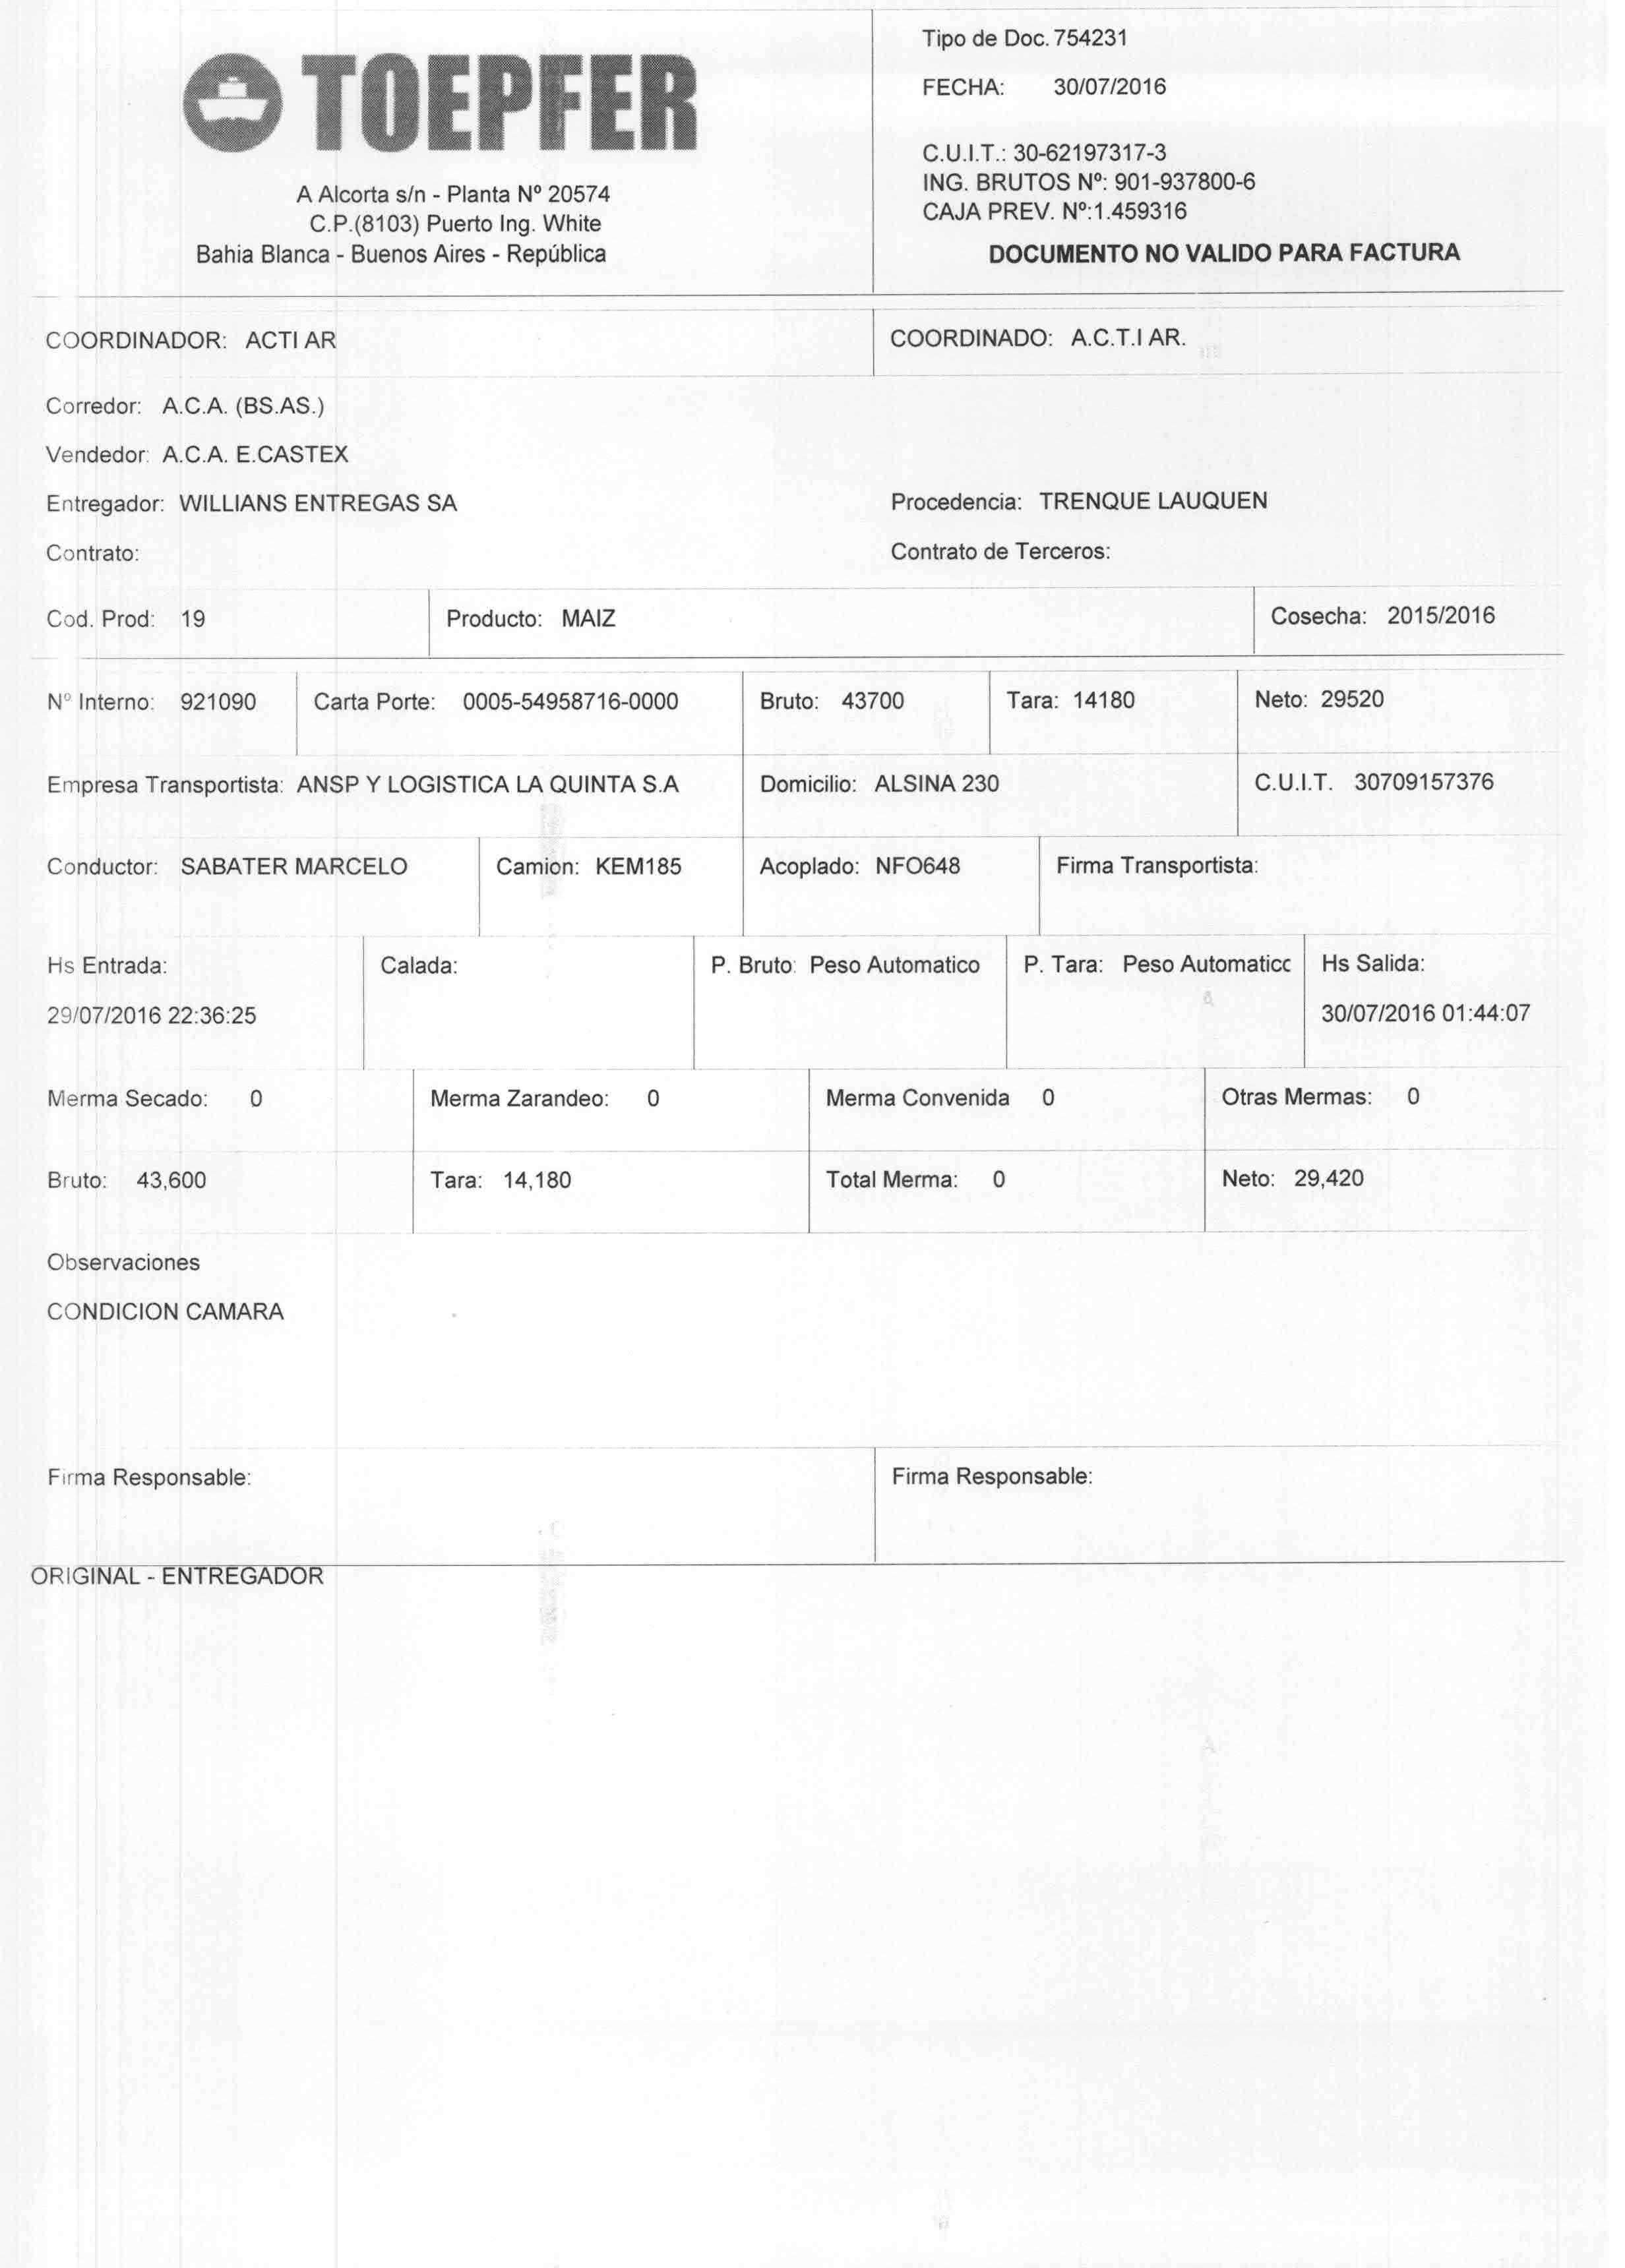 TOEPFER
A Alcorta s/n - Planta Nº 20574
C.P.(8103) Puerto Ing. White
Bahia Blanca - Buenos Aires - República
Tipo de Doc. 754231
FECHA: 30/07/2016
C.U.I.T.: 30-62197317-3
ING. BRUTOS Nº: 901-937800-6
CAJA PREV. Nº:1.459316
DOCUMENTO NO VALIDO PARA FACTURA
COORDINADOR: ACTI AR COORDINADO: A.C.T.I AR.
Corredor: A.C.A. (BS.AS.)
Vendedor: A.C.A. E.CASTEX
Entregador: WILLIANS ENTREGAS SA Procedencia: TRENQUE LAUQUEN
Contrato: Contrato de Terceros:
Cod. Prod: 19 Producto: MAIZ Cosecha: 2015/2016
Nº Interno: 921090 Carta Porte: 0005-54958716-0000 Bruto: 43700 Tara: 14180 Neto: 29520
Empresa Transportista: ANSP Y LOGISTICA LA QUINTA S.A Domicilio: ALSINA 230 C.U.I.T. 30709157376
Conductor: SABATER MARCELO Camion: KEM185 Acoplado: NFO648 Firma Transportista:
Hs Entrada: Calada: P. Bruto: Peso Automatico P. Tara: Peso Automaticc Hs Salida:
29/07/2016 22:36:25 30/07/2016 01:44:07
Merma Secado: 0 Merma Zarandeo: 0 Merma Convenida 0 Otras Mermas: 0
Bruto: 43,600 Tara: 14,180 Total Merma: 0 Neto: 29,420
Observaciones
CONDICION CAMARA
Firma Responsable: Firma Responsable:
ORIGINAL - ENTREGADOR